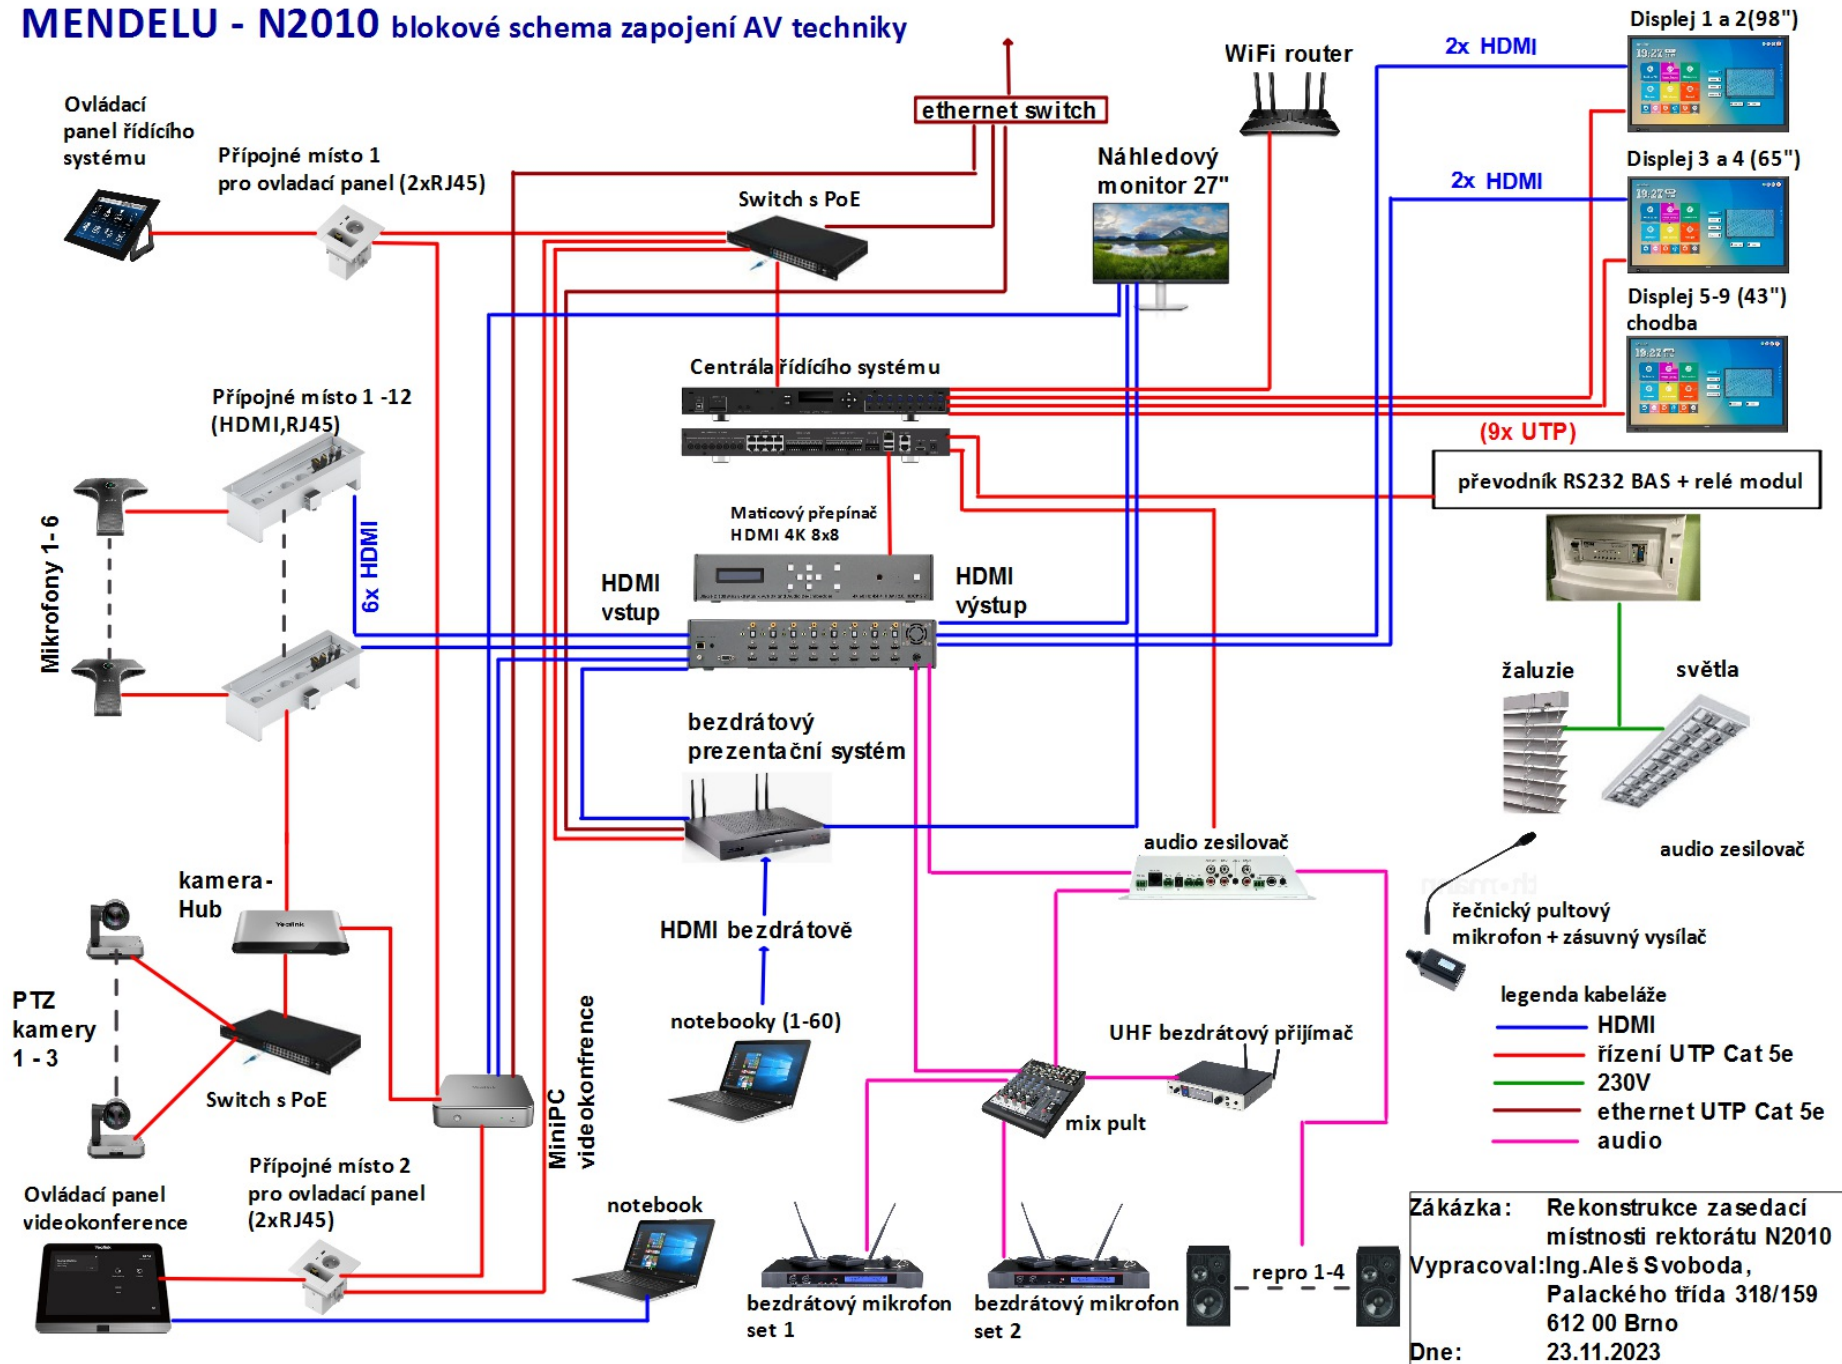 MENDELU - N2010 blokové schema zapojení AV techniky
Displej 1 a 2(98")
2x HDMI
WiFi router
ethernet switch
Ovládací
panel řídícího
systému
Přípojné místo 1
pro ovladací panel (2xRJ45)
Switch s PoE
Náhledový
monitor 27"
Displej 3 a 4 (65")
2x HDMI
Displej 5-9 (43")
chodba
Centrála řídícího systému
Přípojné místo 1 -12
(HDMI,RJ45)
(9x UTP)
převodník RS232 BAS + relé modul
Mikrofony 1- 6
6x HDMI
Maticový přepínač
HDMI 4K 8x8
HDMI
vstup
HDMI
výstup
žaluzie
světla
bezdrátový
prezentační systém
audio zesilovač
audio zesilovač
kamera-
Hub
Yealink
HDMI bezdrátově
řečnický pultový
mikrofon + zásuvný vysílač
PTZ
kamery
1 - 3
Switch s PoE
MiniPC
videokonfrence
notebooky (1-60)
UHF bezdrátový přijímač
mix pult
legenda kabeláže
HDMI
řízení UTP Cat 5e
230V
ethernet UTP Cat 5e
audio
Ovládací panel
videokonference
Přípojné místo 2
pro ovladací panel
(2xRJ45)
notebook
bezdrátový mikrofon
set 1
bezdrátový mikrofon
set 2
repro 1-4
Zákázka: Rekonstrukce zasedací
místnosti rektorátu N2010
Vypracoval:Ing.Aleš Svoboda,
Palackého třída 318/159
612 00 Brno
Dne: 23.11.2023